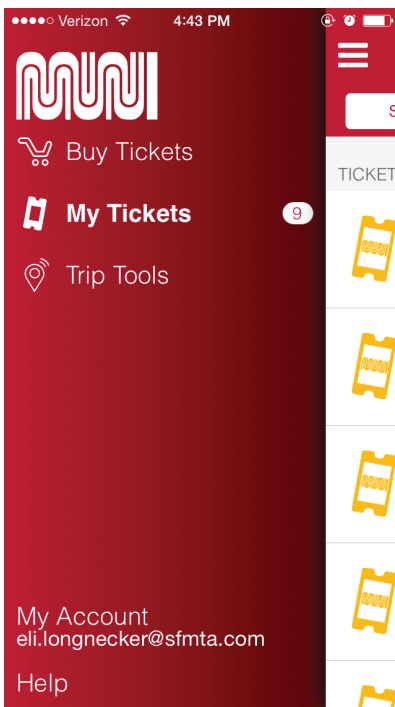 Verizon 4:43 PM
muni
Buy Tickets
My Tickets 9
Trip Tools
My Account
eli.longnecker@sfmta.com
Help
S
TICKET